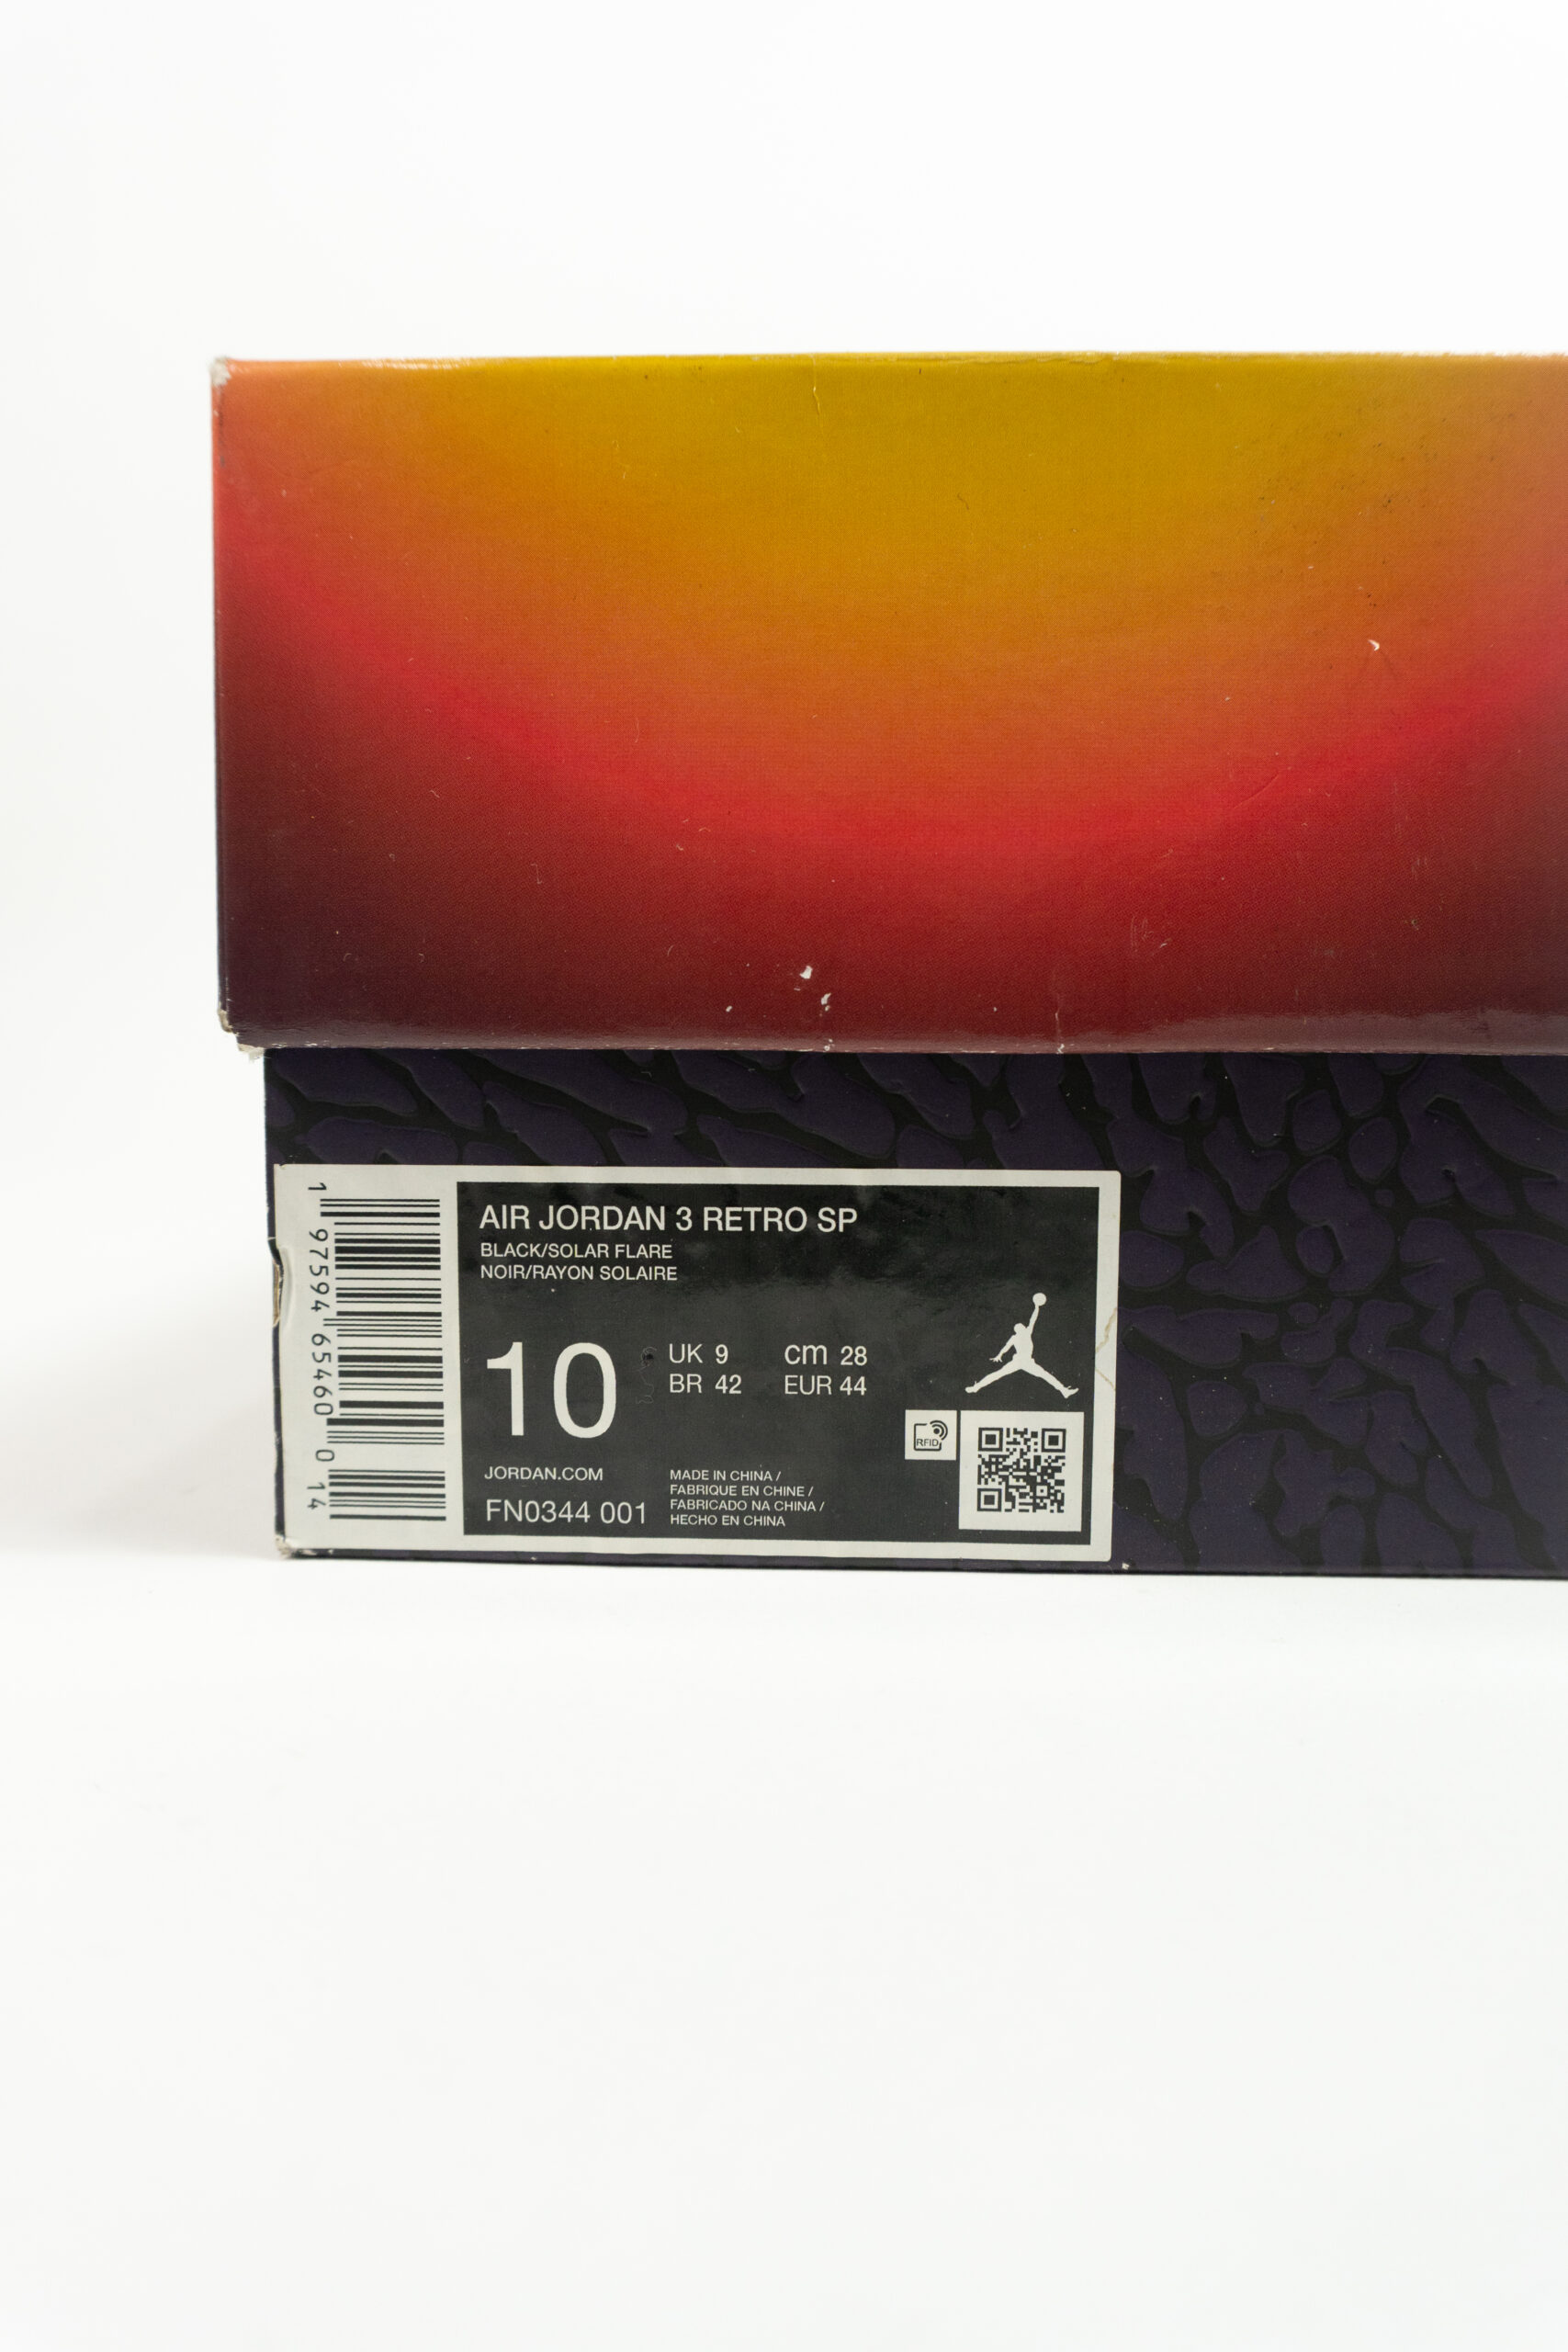 AIR JORDAN 3 RETRO SP
BLACK/SOLAR FLARE
NOIR/RAYON SOLAIRE
10
UK 9 cm 28
BR 42 EUR 44
RFID
JORDAN.COM
FN0344 001
MADE IN CHINA /
FABRIQUE EN CHINE /
FABRICADO NA CHINA /
HECHO EN CHINA
1 97594 65460 0 14